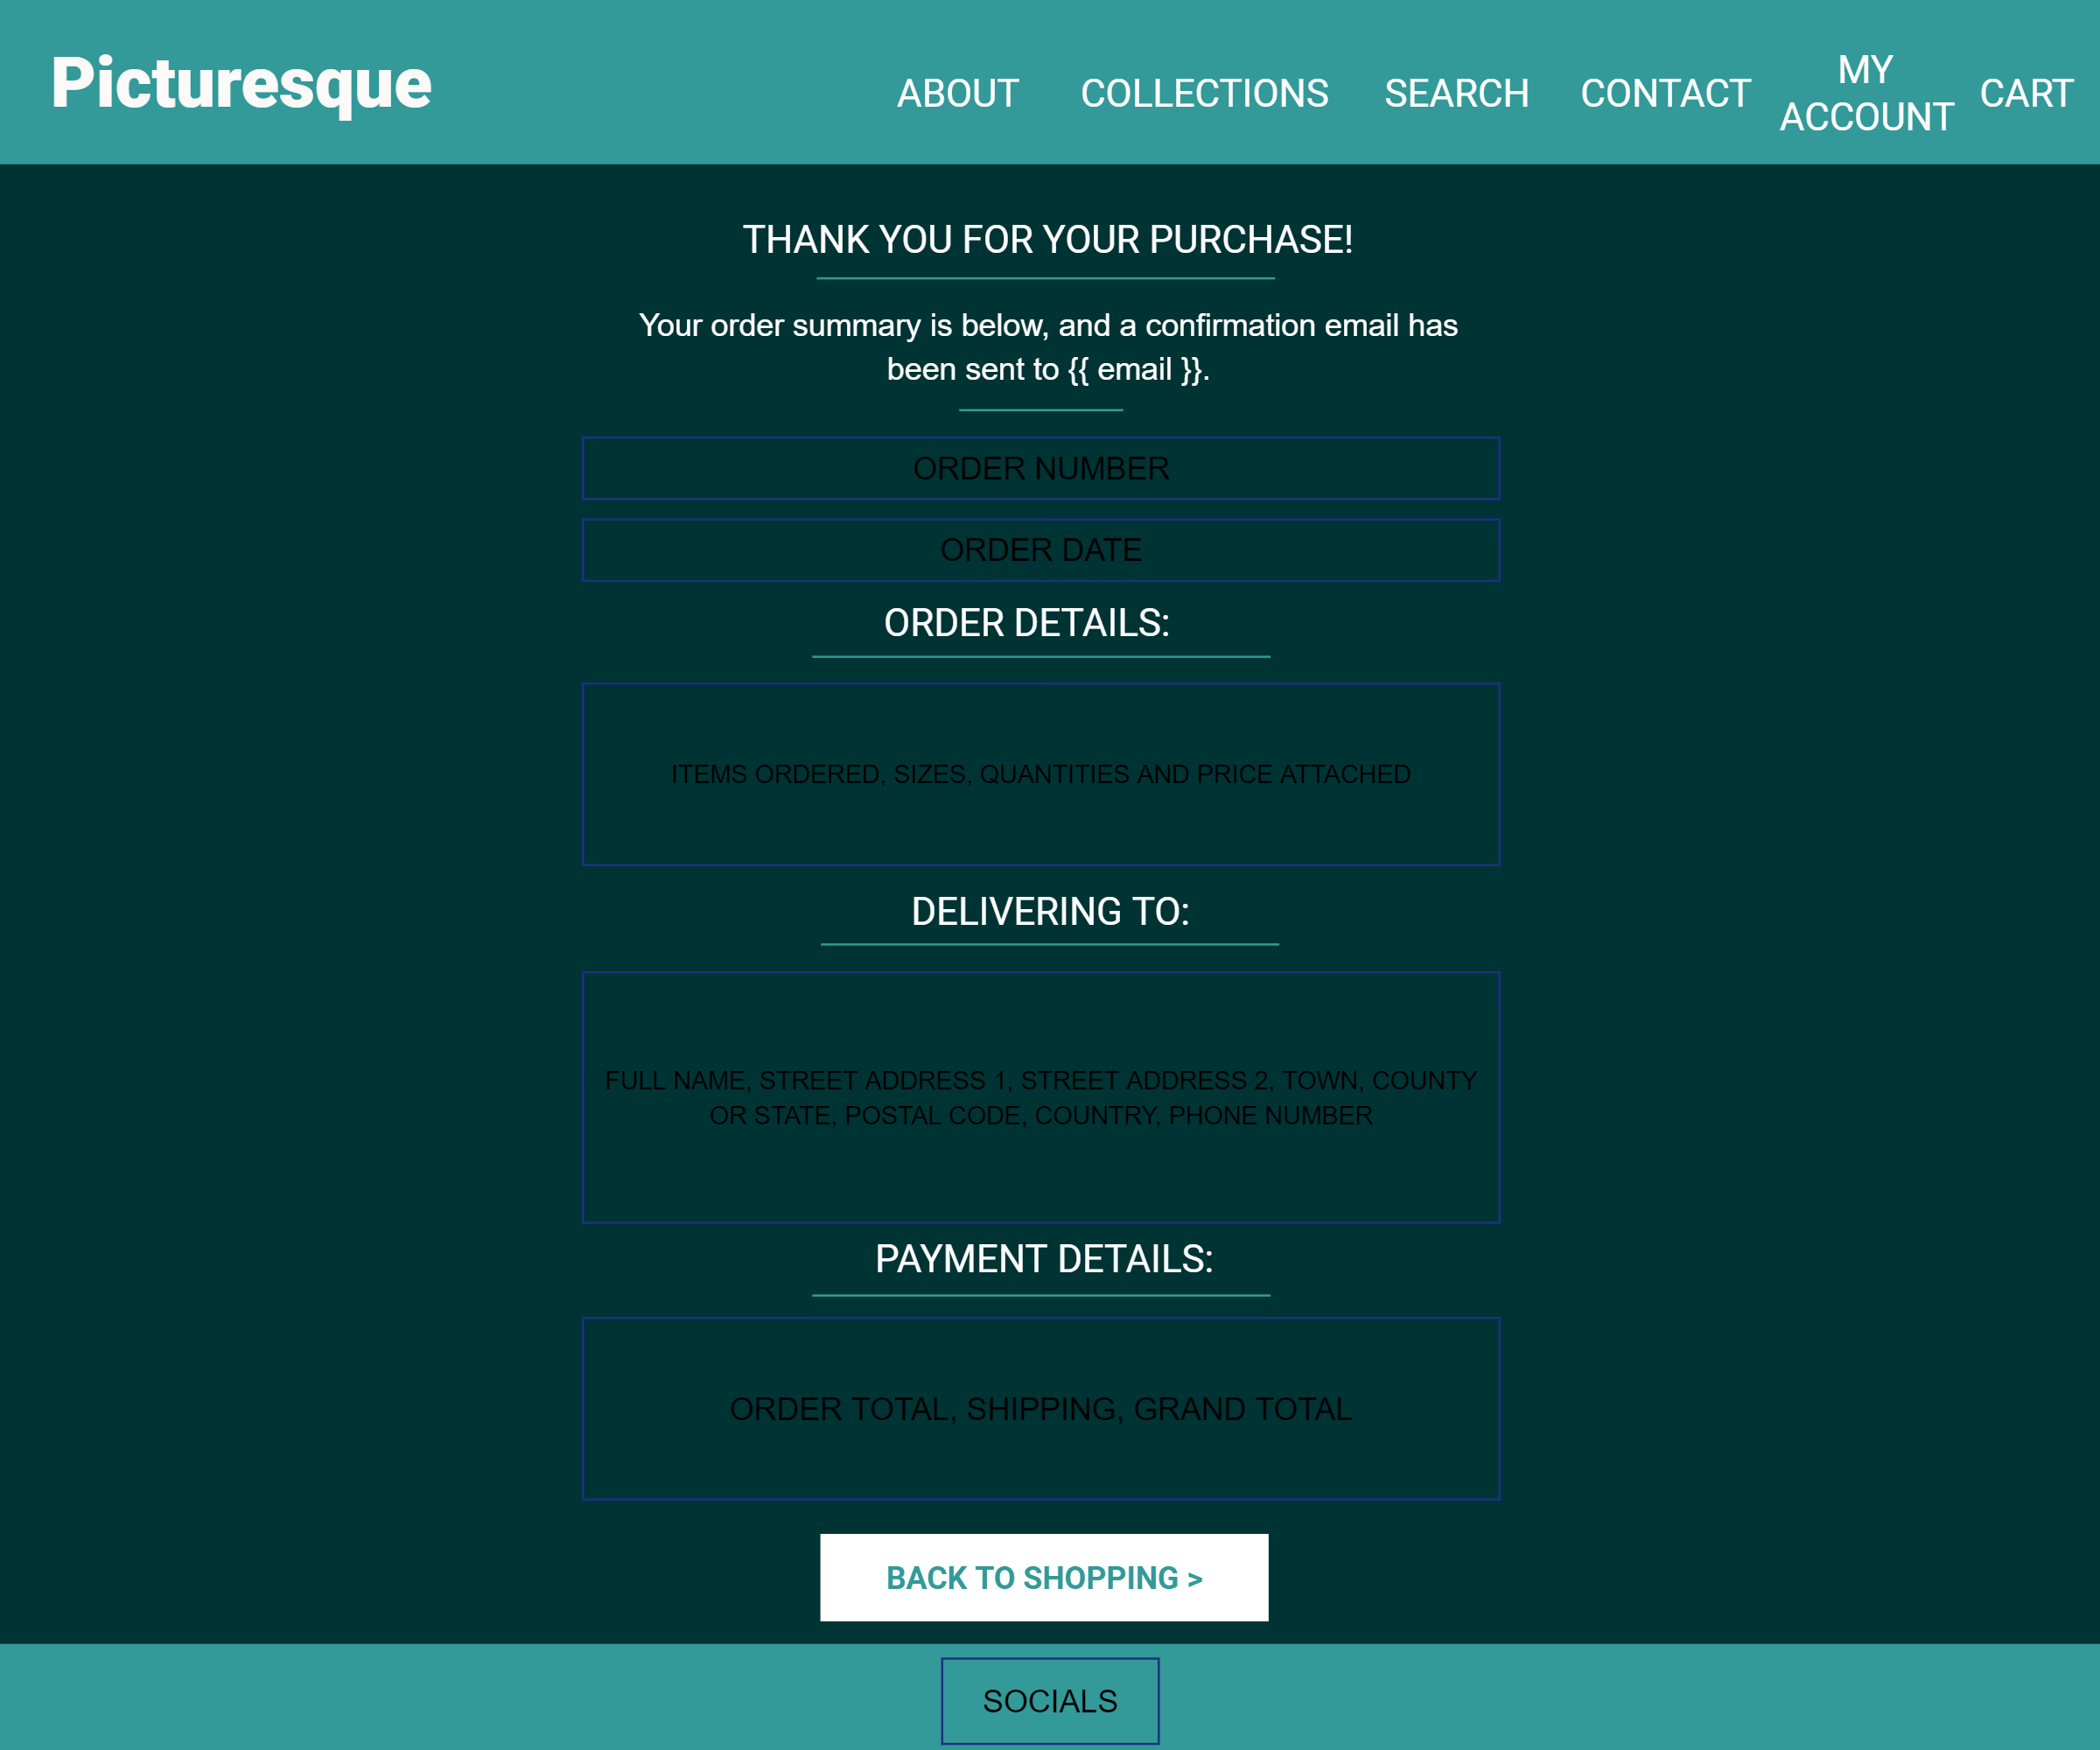 Picturesque
ABOUT
COLLECTIONS
SEARCH
CONTACT
MY
ACCOUNT
CART
THANK YOU FOR YOUR PURCHASE!
Your order summary is below, and a confirmation email has
been sent to {{ email }}.
ORDER NUMBER
ORDER DATE
ORDER DETAILS:
ITEMS ORDERED, SIZES, QUANTITIES AND PRICE ATTACHED
DELIVERING TO:
FULL NAME, STREET ADDRESS 1, STREET ADDRESS 2, TOWN, COUNTY
OR STATE, POSTAL CODE, COUNTRY, PHONE NUMBER
PAYMENT DETAILS:
ORDER TOTAL, SHIPPING, GRAND TOTAL
BACK TO SHOPPING >
SOCIALS